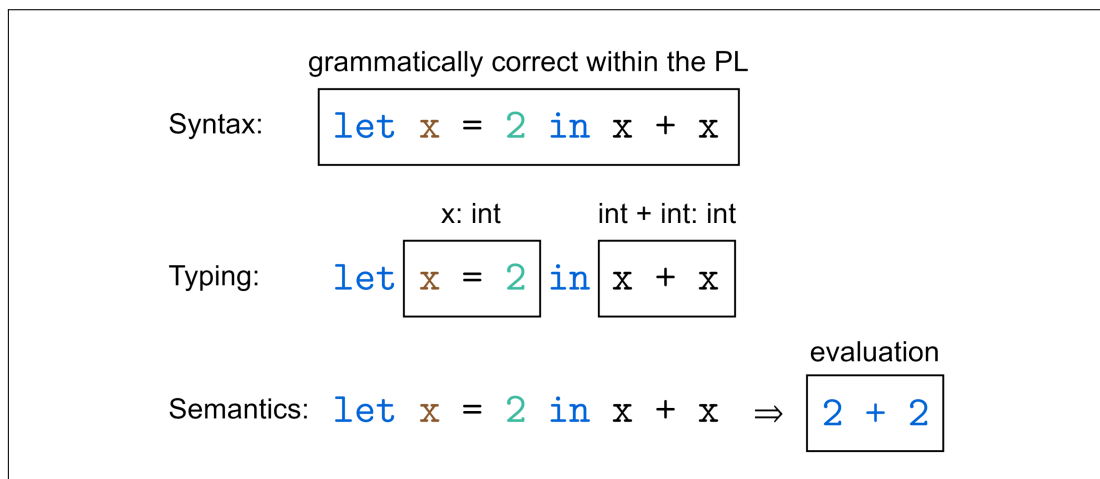 grammatically correct within the PL
Syntax: let x = 2 in x + x
x: int int + int: int
Typing: let x = 2 in x + x
evaluation
Semantics: let x = 2 in x + x ⇒ 2 + 2